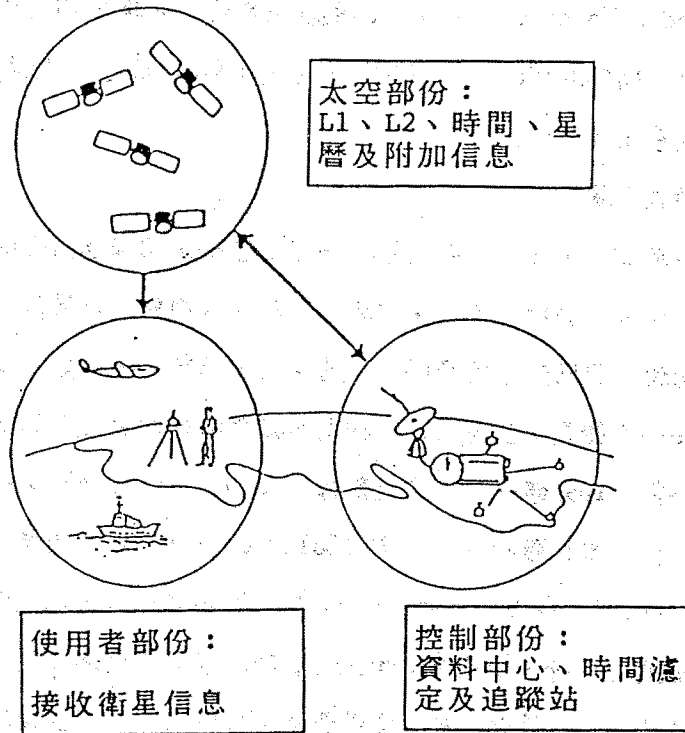 太空部份：
L1、L2、時間、星
曆及附加信息
使用者部份：
接收衛星信息
控制部份：
資料中心、時間濾
定及追蹤站